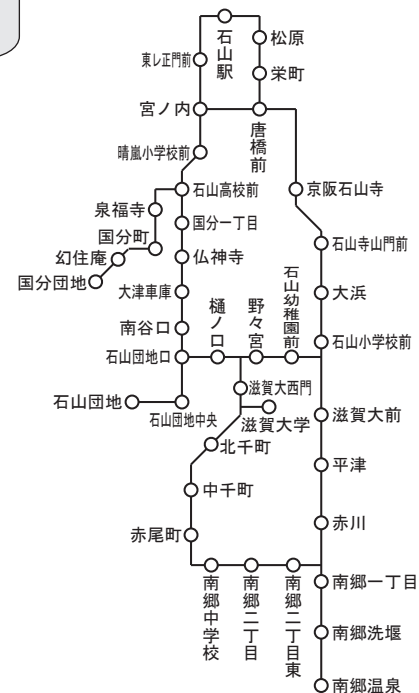 石山駅
松原
東レ正門前
栄町
宮ノ内
唐橋前
晴嵐小学校前
石山高校前
京阪石山寺
泉福寺
国分一丁目
国分町
石山寺山門前
幻住庵
仏神寺
国分団地
大津車庫
大浜
樋ノ口
野々宮
石山幼稚園前
南谷口
石山小学校前
石山団地口
滋賀大西門
石山団地
石山団地中央
滋賀大学
滋賀大前
北千町
平津
中千町
赤川
赤尾町
南郷中学校
南郷二丁目
南郷二丁目東
南郷一丁目
南郷洗堰
南郷温泉